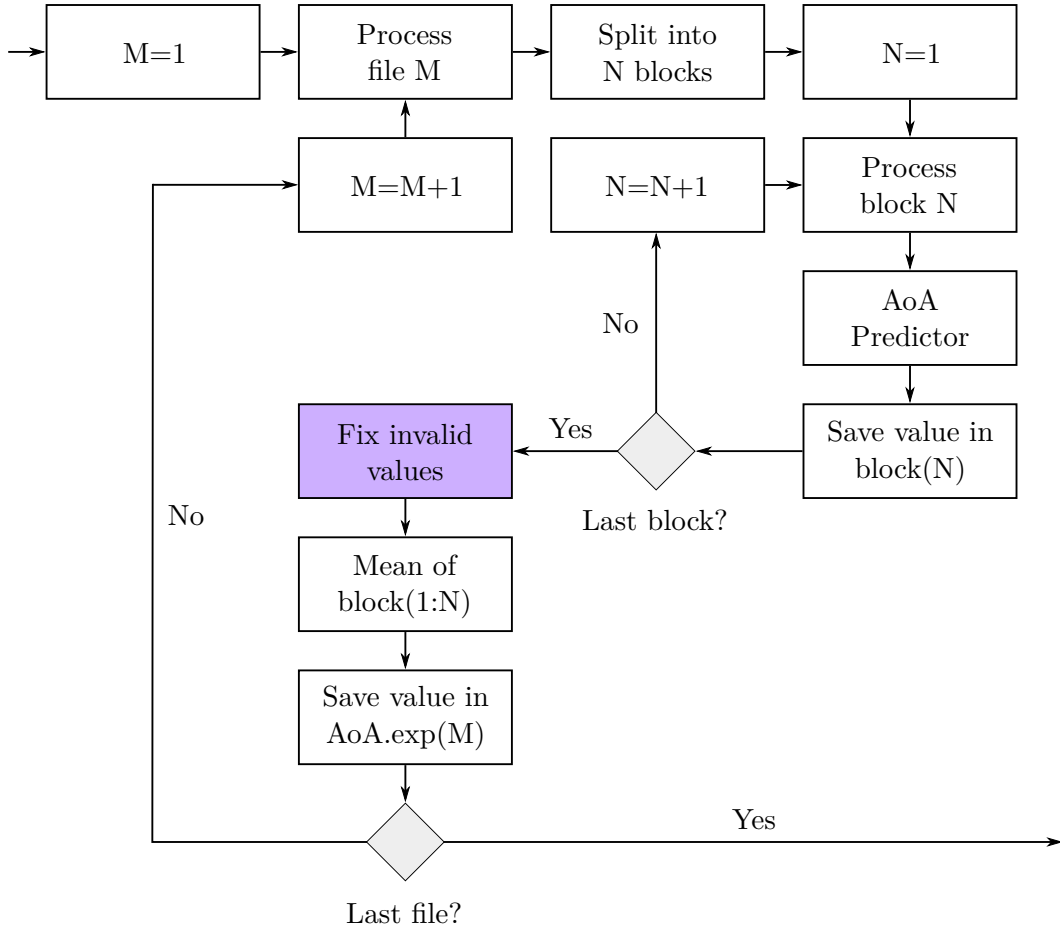 M=1
Process
file M
Split into
N blocks
N=1
M=M+1
N=N+1
Process
block N
No
AoA
Predictor
Fix invalid
values
Yes
Save value in
block(N)
Last block?
No
Mean of
block(1:N)
Save value in
AoA.exp(M)
Yes
Last file?